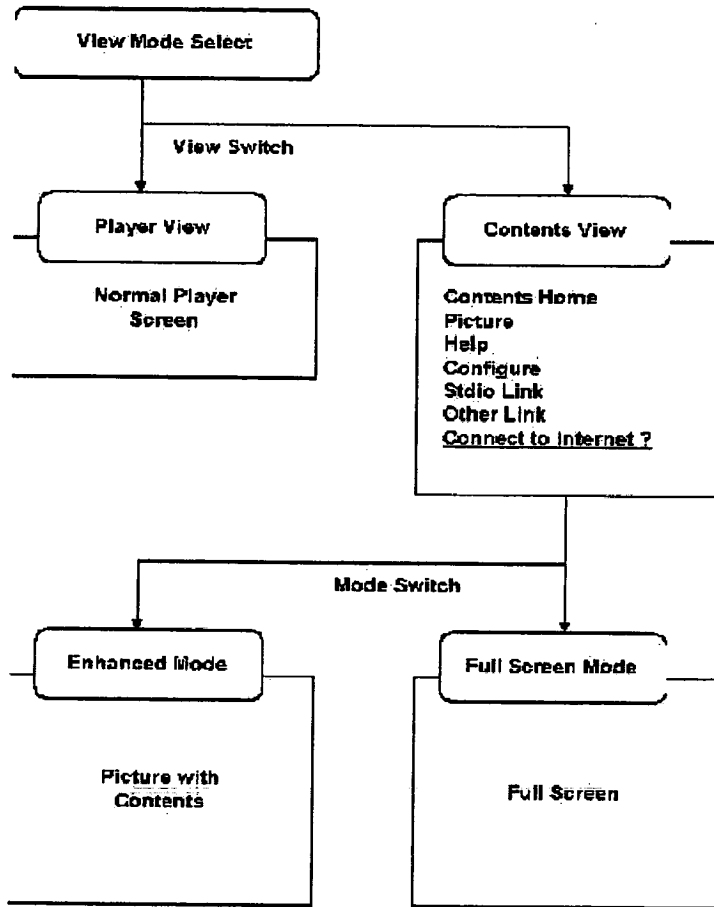 View Mode Select
View Switch
Player View
Normal Player
Screen
Contents View
Contents Home
Picture
Help
Configure
Stdio Link
Other Link
Connect to Internet ?
Mode Switch
Enhanced Mode
Picture with
Contents
Full Screen Mode
Full Screen